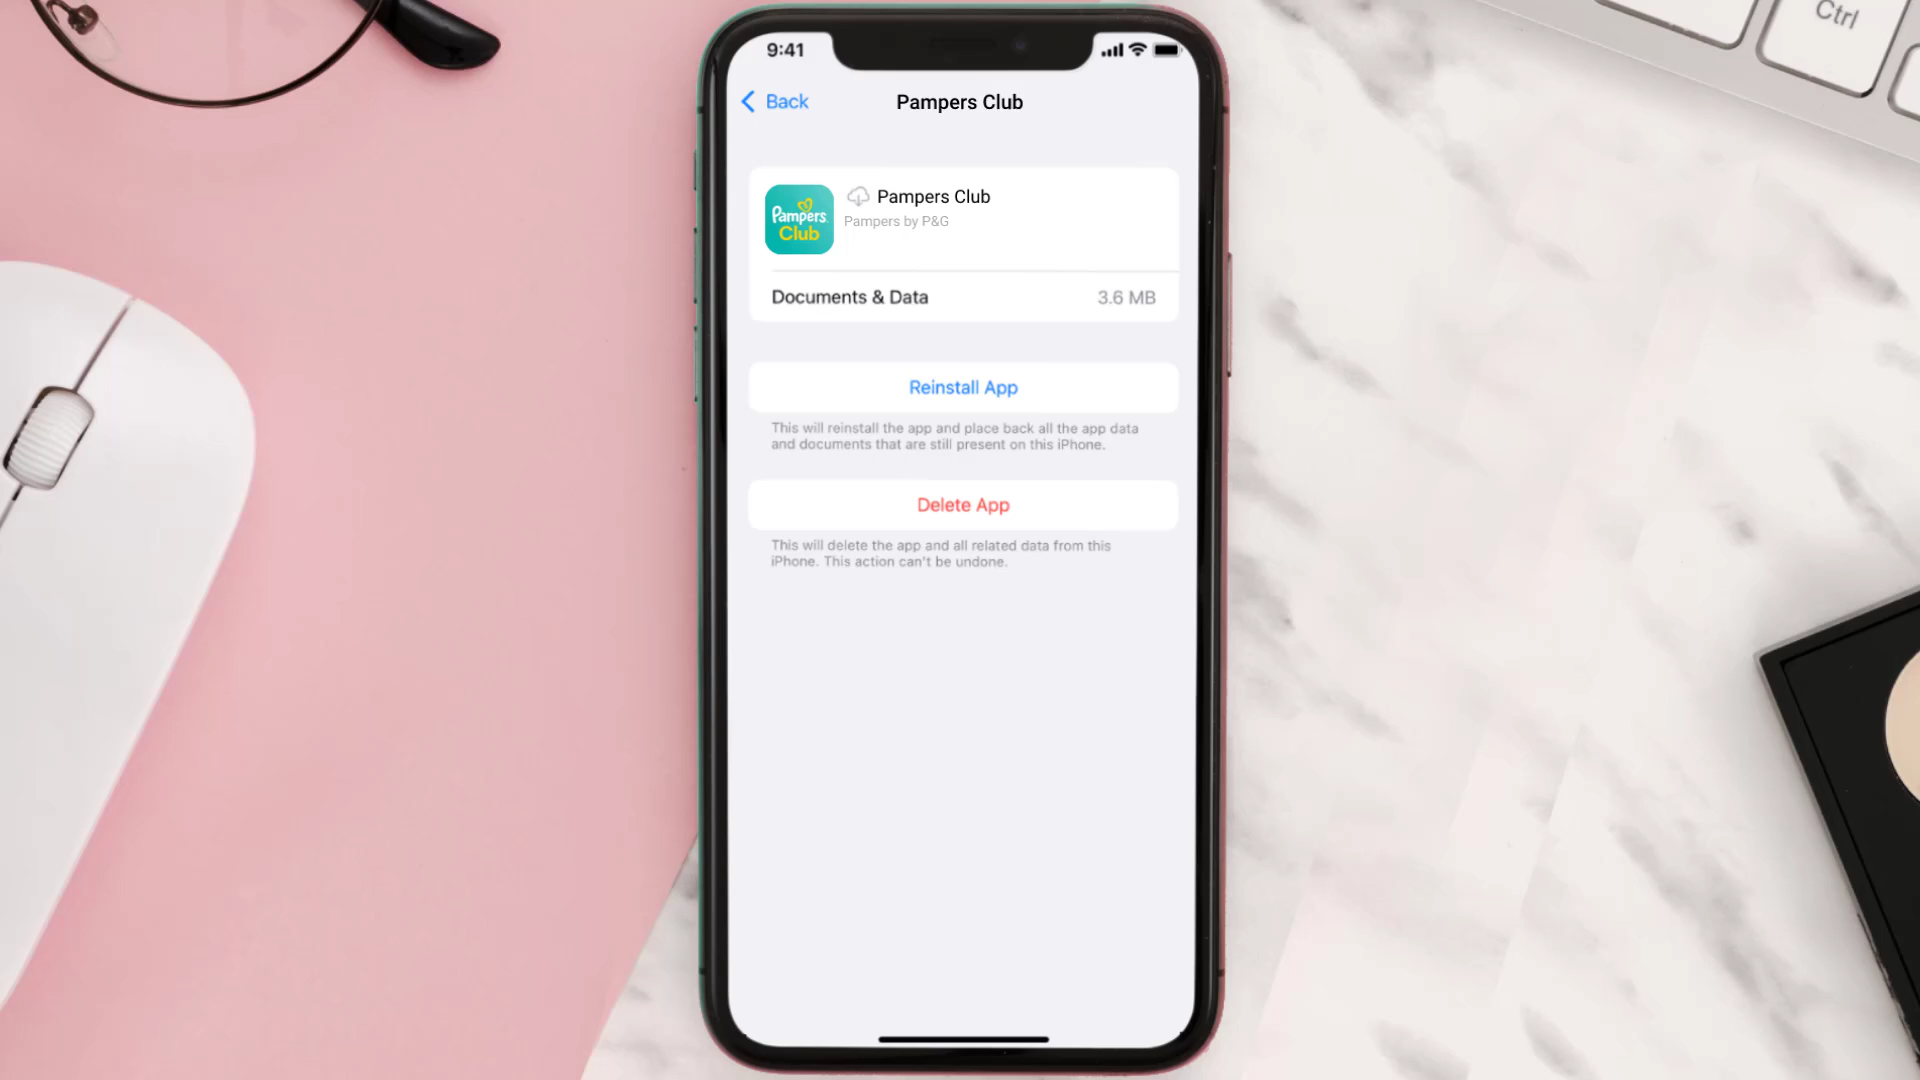 Ctrl
9:41
Back
Pampers Club
Pampers
Club
Pampers Club
Pampers by P&G
Documents & Data 3.6 MB
Reinstall App
This will reinstall the app and place back all the app data
and documents that are still present on this iPhone.
Delete App
This will delete the app and all related data from this
iPhone. This action can't be undone.